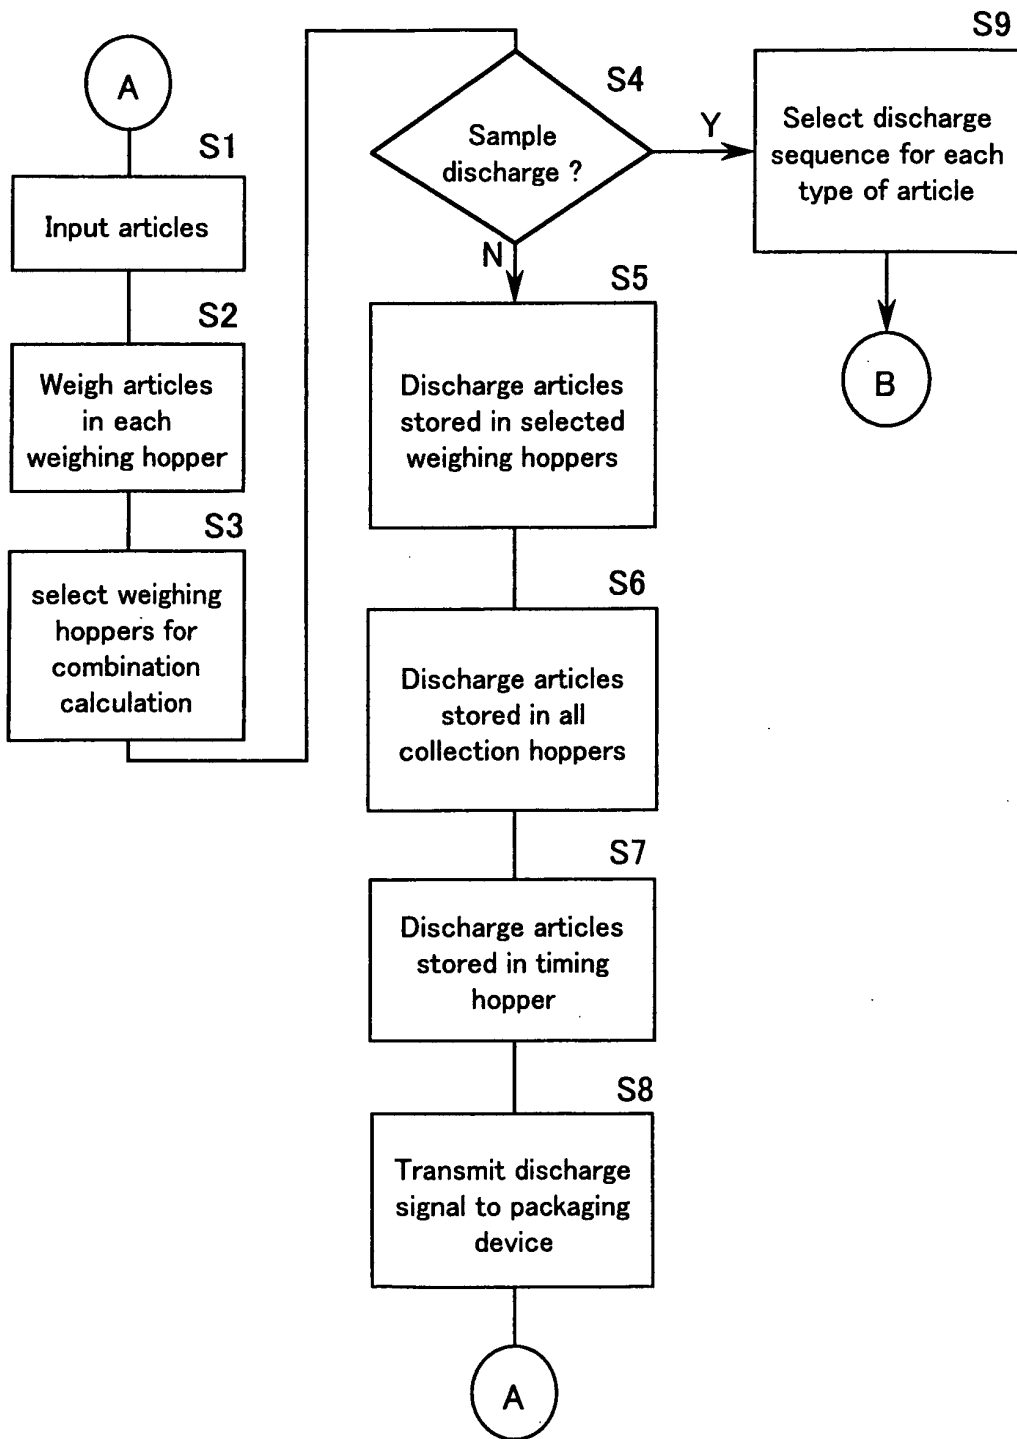 A
S1
Input articles
S2
Weigh articles
in each
weighing hopper
S3
select weighing
hoppers for
combination
calculation
S4
Sample
discharge ?
Y
N
S5
Discharge articles
stored in selected
weighing hoppers
S6
Discharge articles
stored in all
collection hoppers
S7
Discharge articles
stored in timing
hopper
S8
Transmit discharge
signal to packaging
device
A
S9
Select discharge
sequence for each
type of article
B